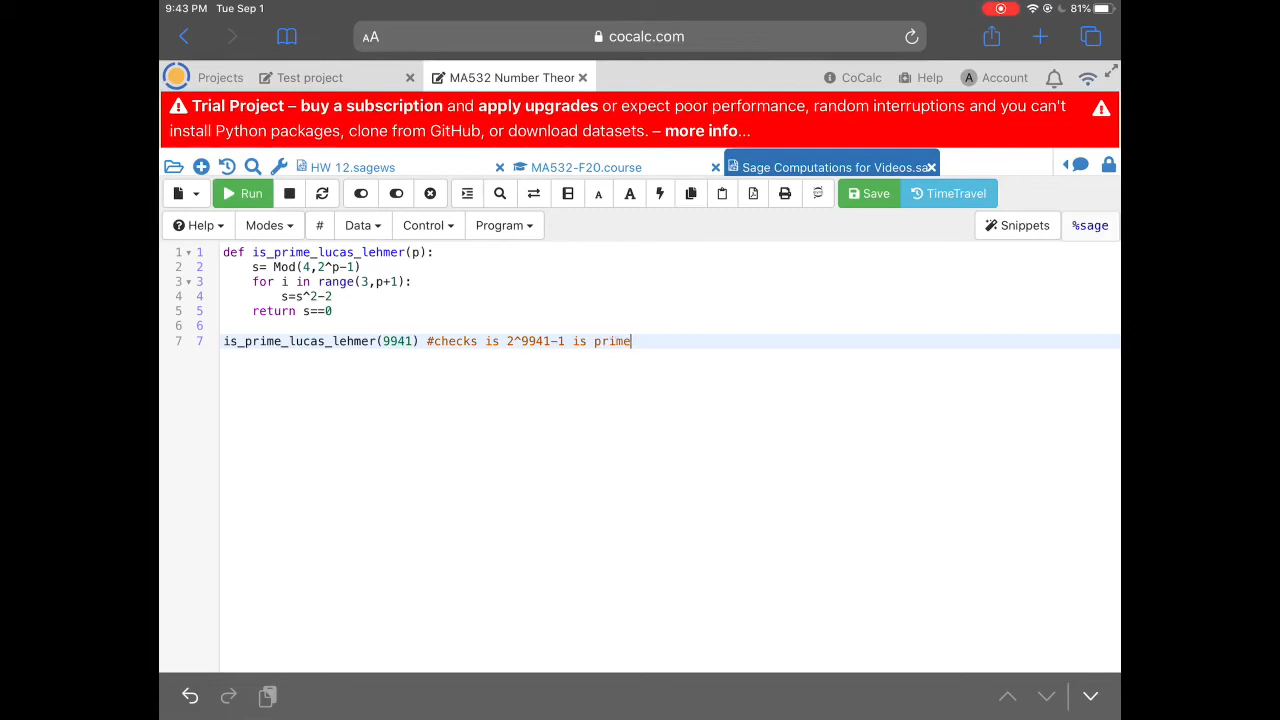 9:43 PM Tue Sep 1
81%
AA
cocalc.com
Projects
Test project
MA532 Number Theor
CoCalc
Help
A Account
Trial Project – buy a subscription and apply upgrades or expect poor performance, random interruptions and you can't
install Python packages, clone from GitHub, or download datasets. – more info...
HW 12.sagews
MA532-F20.course
Sage Computations for Videos.sa
Run
A
A
Save
TimeTravel
Help
Modes
#
Data
Control
Program
Snippets
%sage
1 1 def is_prime_lucas_lehmer(p):
2 2 s= Mod(4,2^p-1)
3 3 for i in range(3,p+1):
4 4 s=s^2-2
5 5 return s==0
6 6
7 7 is_prime_lucas_lehmer(9941) #checks is 2^9941-1 is prime